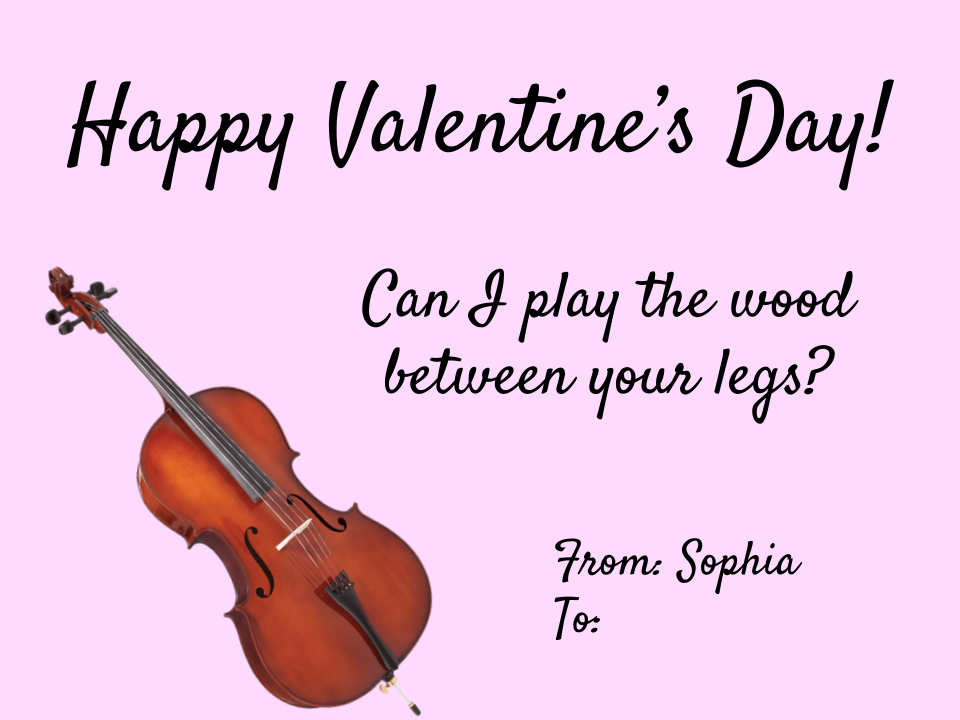 Happy Valentine’s Day!
Can I play the wood
between your legs?
From: Sophia
To: